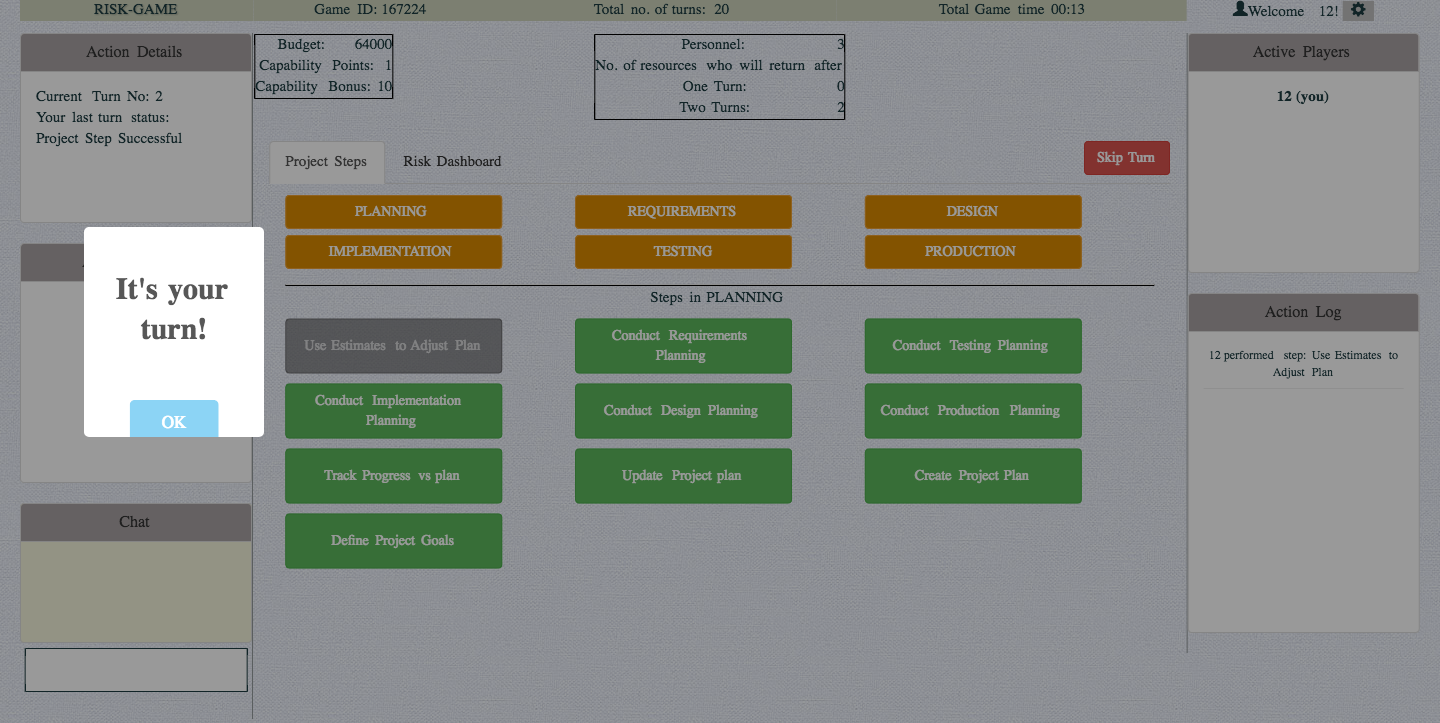 RISK-GAME
Game ID: 167224
Total no. of turns: 20
Total Game time 00:13
Welcome 12!
Action Details
Current Turn No: 2
Your last turn status:
Project Step Successful
Budget: 64000
Capability Points: 1
Capability Bonus: 10
Personnel: 3
No. of resources who will return after
One Turn: 0
Two Turns: 2
Active Players
12 (you)
Project Steps
Risk Dashboard
Skip Turn
PLANNING
REQUIREMENTS
DESIGN
IMPLEMENTATION
TESTING
PRODUCTION
Steps in PLANNING
Use Estimates to Adjust Plan
Conduct Requirements
Planning
Conduct Testing Planning
Conduct Implementation
Planning
Conduct Design Planning
Conduct Production Planning
Track Progress vs plan
Update Project plan
Create Project Plan
Define Project Goals
It's your
turn!
OK
Chat
Action Log
12 performed step: Use Estimates to
Adjust Plan